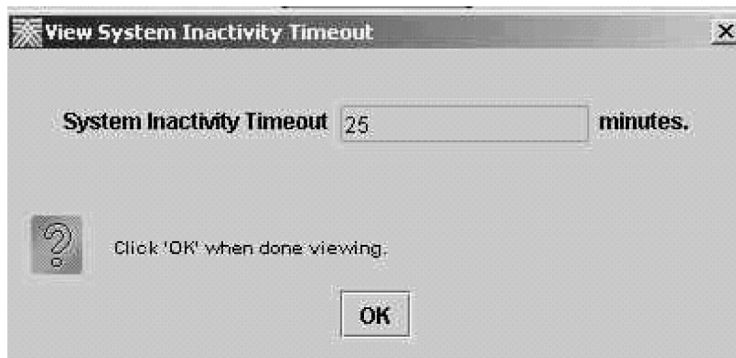 View System Inactivity Timeout
System Inactivity Timeout 25 minutes.
Click 'OK' when done viewing.
OK